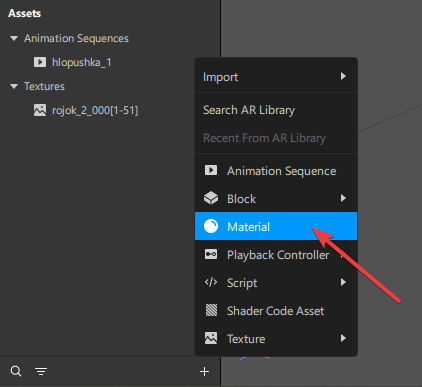 Assets
Animation Sequences
hlopushka_1
Textures
rojok_2_000[1-51]
Import
Search AR Library
Recent From AR Library
Animation Sequence
Block
Material
Playback Controller
Script
Shader Code Asset
Texture